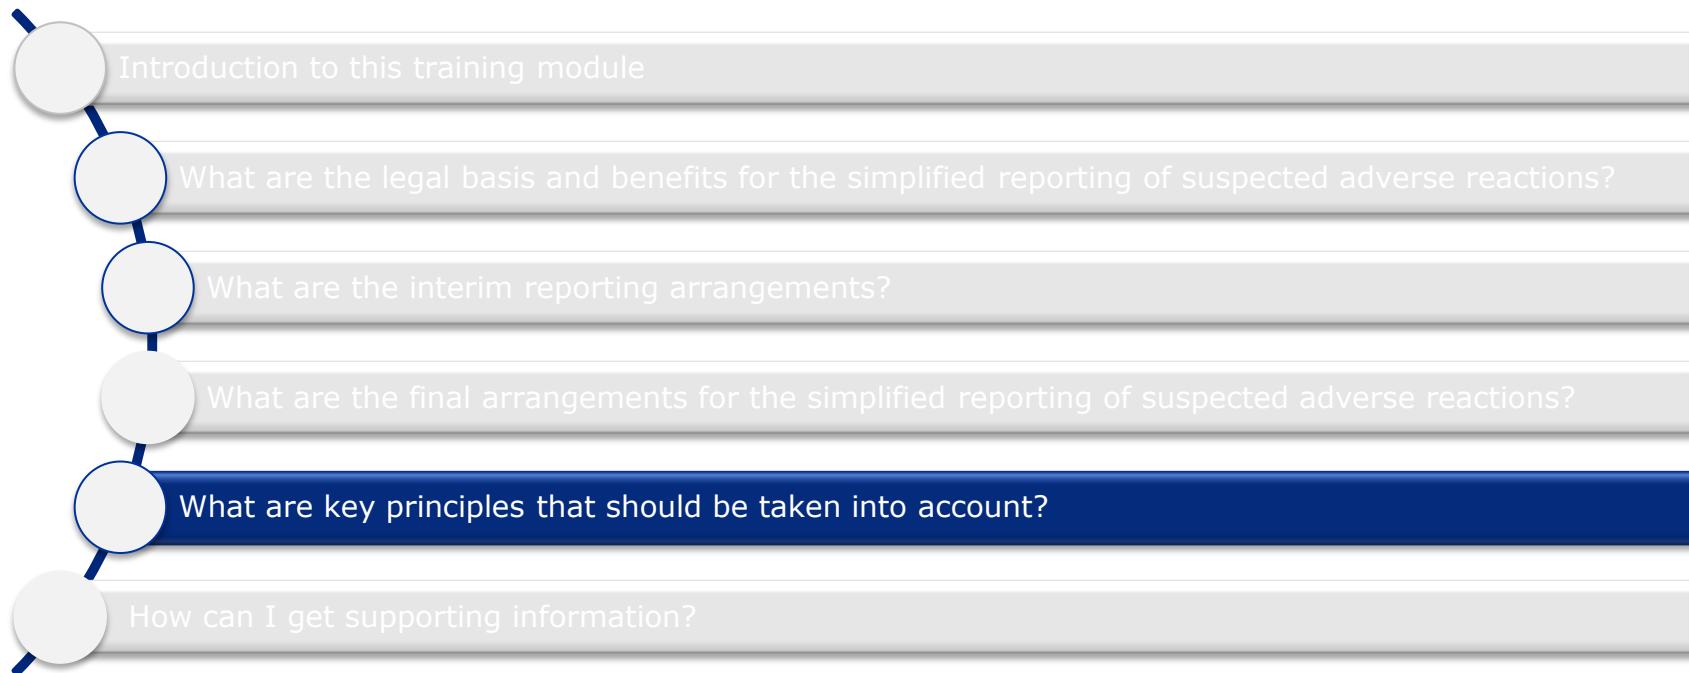 Introduction to this training module
What are the legal basis and benefits for the simplified reporting of suspected adverse reactions?
What are the interim reporting arrangements?
What are the final arrangements for the simplified reporting of suspected adverse reactions?
What are key principles that should be taken into account?
How can I get supporting information?